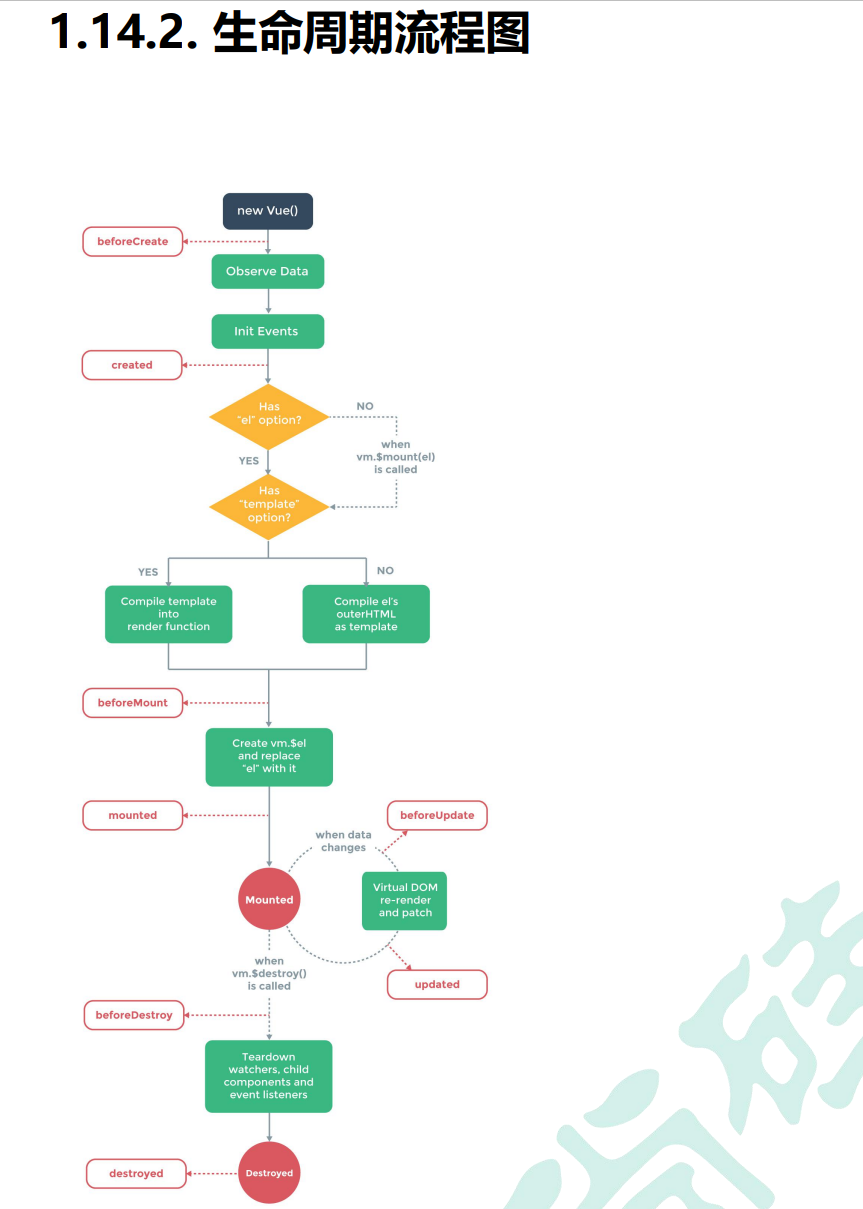 1.14.2. 生命周期流程图
new Vue()
beforeCreate
Observe Data
Init Events
created
Has
"el" option?
NO
when
vm.$mount(el)
is called
YES
Has
"template"
option?
YES
NO
Compile template
into
render function
Compile el's
outerHTML
as template
beforeMount
Create vm.$el
and replace
"el" with it
mounted
beforeUpdate
when data
changes
Mounted
Virtual DOM
re-render
and patch
when
vm.$destroy()
is called
updated
beforeDestroy
Teardown
watchers, child
components and
event listeners
destroyed
Destroyed